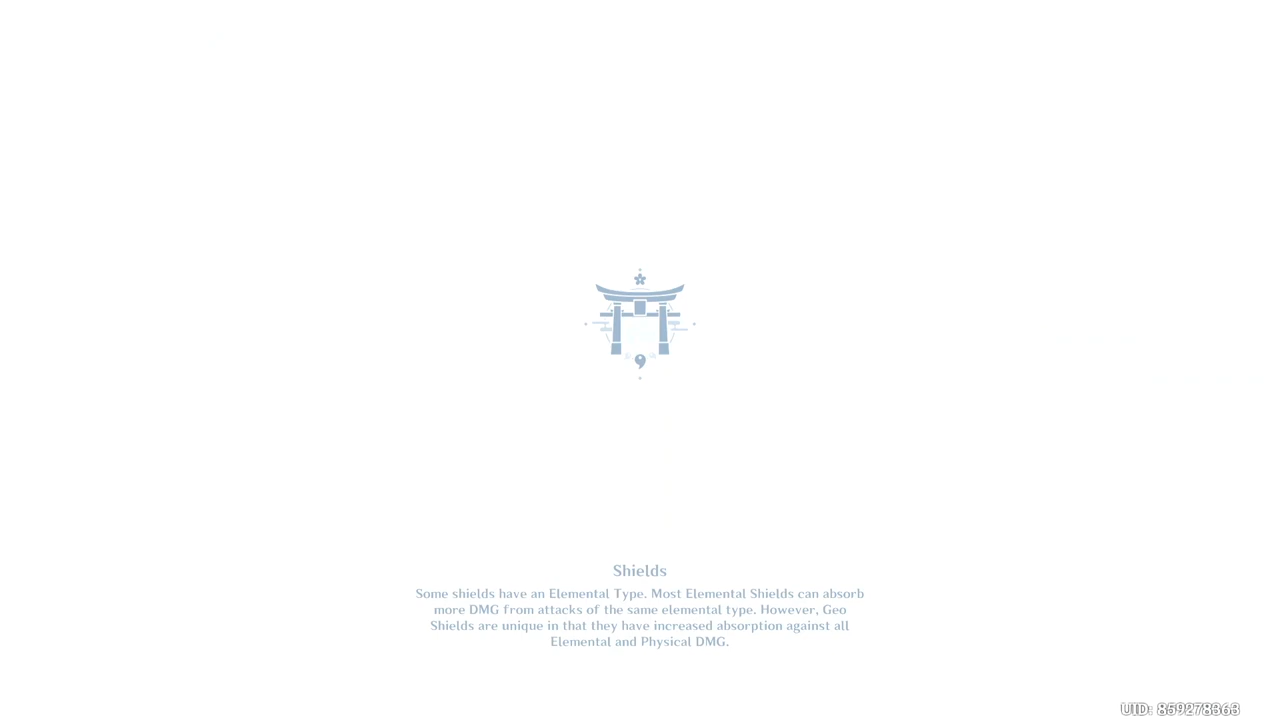 Shields
Some shields have an Elemental Type. Most Elemental Shields can absorb
more DMG from attacks of the same elemental type. However, Geo
Shields are unique in that they have increased absorption against all
Elemental and Physical DMG.
UID: 859278363